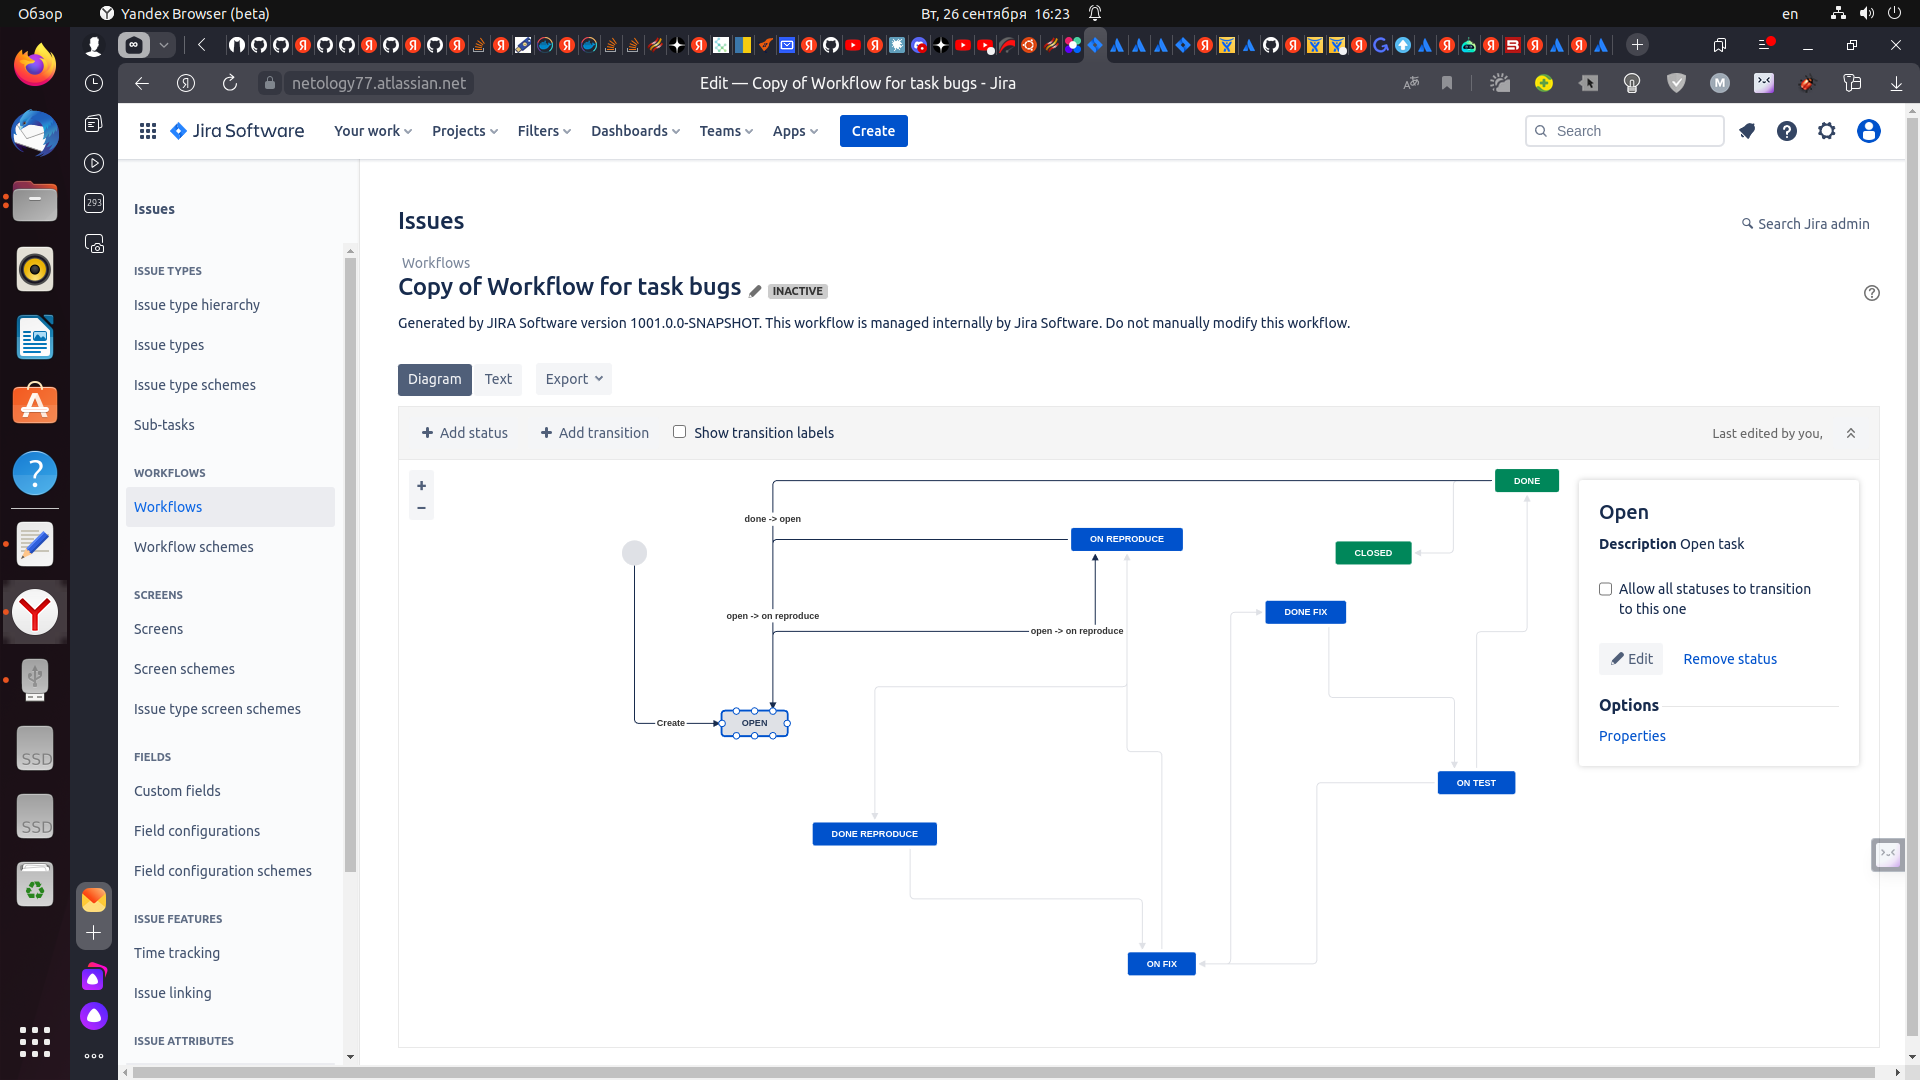 Обзор
Yandex Browser (beta)
Вт, 26 сентября 16:23
en
netology77.atlassian.net
Edit — Copy of Workflow for task bugs - Jira
293
Jira Software
Your work
Projects
Filters
Dashboards
Teams
Apps
Create
Search
Issues
ISSUE TYPES
Issue type hierarchy
Issue types
Issue type schemes
Sub-tasks
WORKFLOWS
Workflows
Workflow schemes
SCREENS
Screens
Screen schemes
Issue type screen schemes
FIELDS
Custom fields
Field configurations
Field configuration schemes
ISSUE FEATURES
Time tracking
Issue linking
ISSUE ATTRIBUTES
SSD
SSD
Issues
Search Jira admin
Workflows
Copy of Workflow for task bugs
INACTIVE
Generated by JIRA Software version 1001.0.0-SNAPSHOT. This workflow is managed internally by Jira Software. Do not manually modify this workflow.
Diagram
Text
Export
Add status
Add transition
Show transition labels
Last edited by you,
DONE
done -> open
ON REPRODUCE
CLOSED
DONE FIX
open -> on reproduce
open -> on reproduce
Create
OPEN
ON TEST
DONE REPRODUCE
ON FIX
Open
Description Open task
Allow all statuses to transition
to this one
Edit
Remove status
Options
Properties